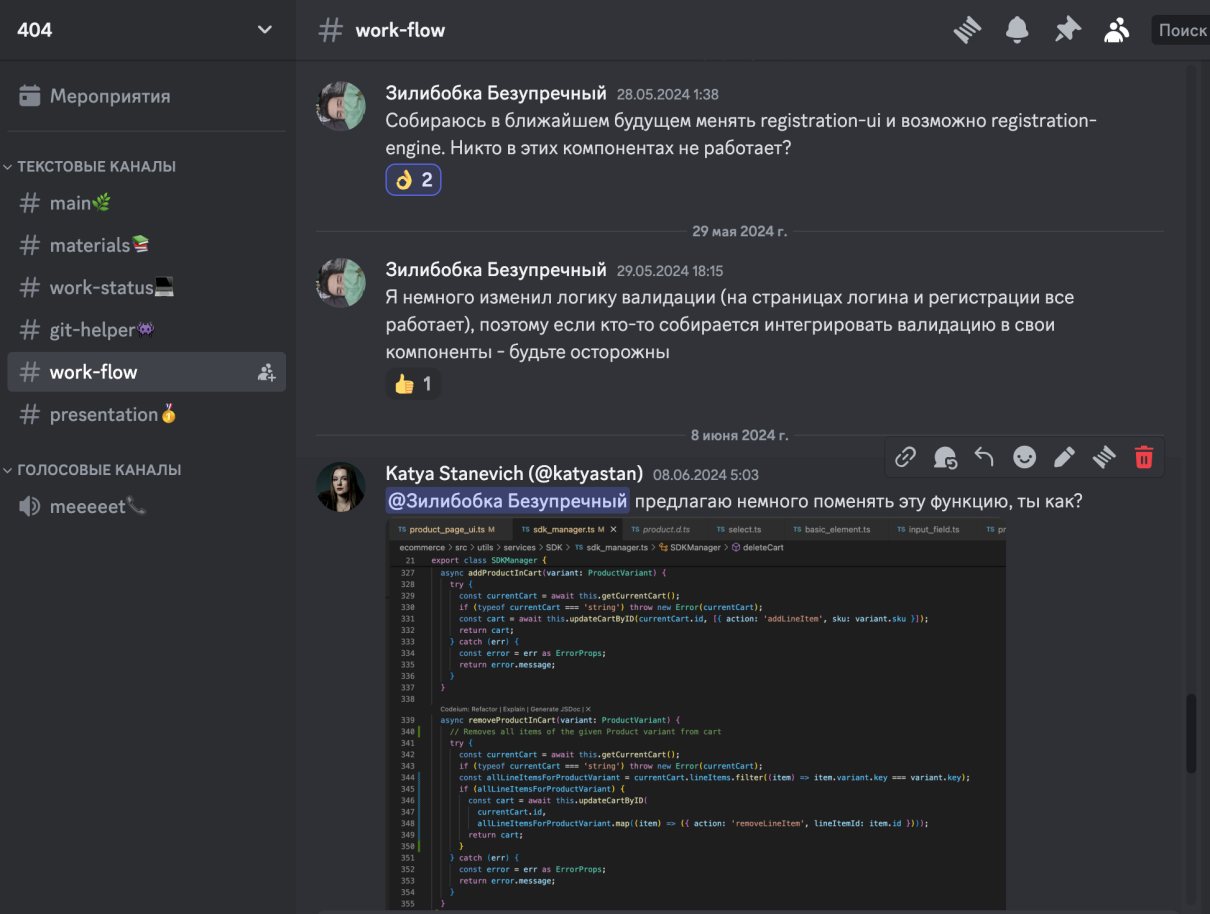 404
work-flow
Поиск
Мероприятия
ТЕКСТОВЫЕ КАНАЛЫ
main🌿
materials📚
work-status💻
git-helper👾
work-flow
presentation🏅
ГОЛОСОВЫЕ КАНАЛЫ
meeeeet📞
Зилибобка Безупречный 28.05.2024 1:38
Собираюсь в ближайшем будущем менять registration-ui и возможно registration-
engine. Никто в этих компонентах не работает?
👌 2
29 мая 2024 г.
Зилибобка Безупречный 29.05.2024 18:15
Я немного изменил логику валидации (на страницах логина и регистрации все
работает), поэтому если кто-то собирается интегрировать валидацию в свои
компоненты - будьте осторожны
👍 1
8 июня 2024 г.
Katya Stanevich (@katyastan) 08.06.2024 5:03
@Зилибобка Безупречный предлагаю немного поменять эту функцию, ты как?
TS product_page_ui.ts M TS sdk_manager.ts M × TS product.d.ts TS select.ts TS basic_element.ts TS input_field.ts TS pr
ecommerce > src > utils > services > SDK > TS sdk_manager.ts > SDKManager > deleteCart
21 export class SDKManager {
327 async addProductInCart(variant: ProductVariant) {
328 try {
329 const currentCart = await this.getCurrentCart();
330 if (typeof currentCart === 'string') throw new Error(currentCart);
331 const cart = await this.updateCartByID(currentCart.id, [{ action: 'addLineItem', sku: variant.sku }]);
332 return cart;
333 } catch (err) {
334 const error = err as ErrorProps;
335 return error.message;
336 }
337 }
338
Codeium: Refactor | Explain | Generate JSDoc | ×
339 async removeProductInCart(variant: ProductVariant) {
340 // Removes all items of the given Product variant from cart
341 try {
342 const currentCart = await this.getCurrentCart();
343 if (typeof currentCart === 'string') throw new Error(currentCart);
344 const allLineItemsForProductVariant = currentCart.lineItems.filter((item) => item.variant.key === variant.key);
345 if (allLineItemsForProductVariant) {
346 const cart = await this.updateCartByID(
347 currentCart.id,
348 allLineItemsForProductVariant.map((item) => ({ action: 'removeLineItem', lineItemId: item.id })));
349 return cart;
350 }
351 } catch (err) {
352 const error = err as ErrorProps;
353 return error.message;
354 }
355 }